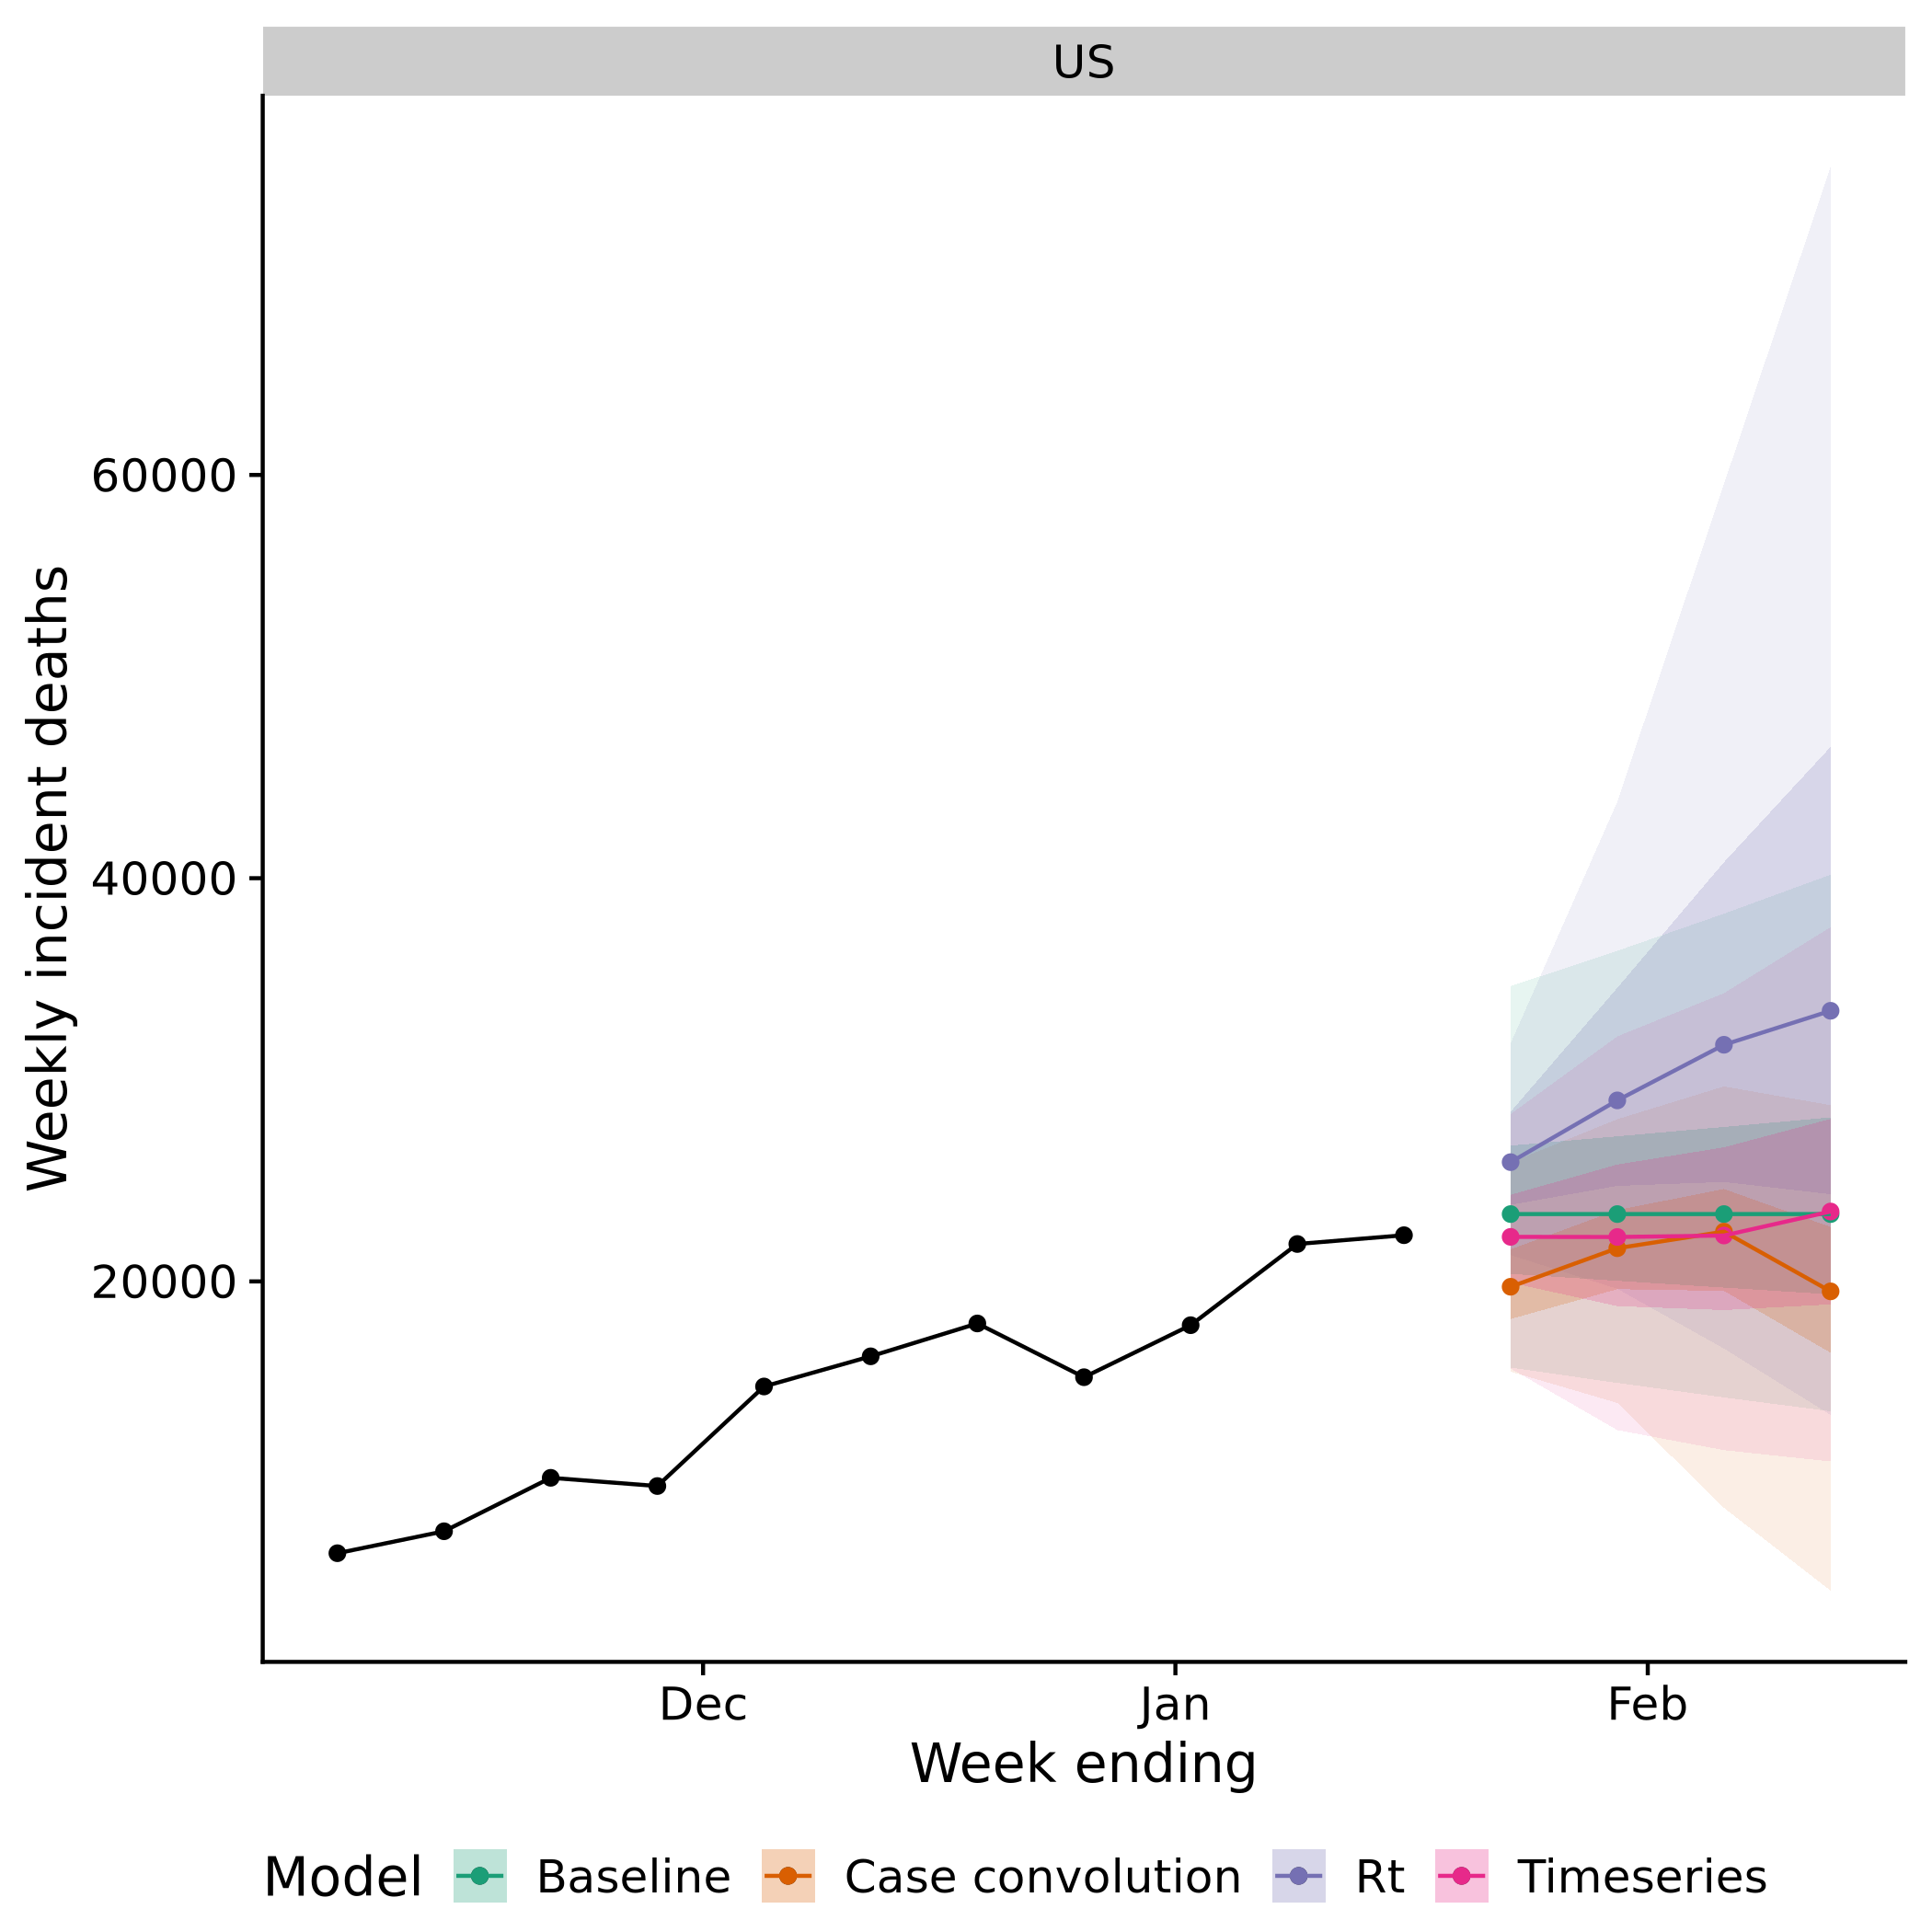 US
Weekly incident deaths
60000
40000
20000
Dec Jan Feb
Week ending
Model Baseline Case convolution Rt Timeseries